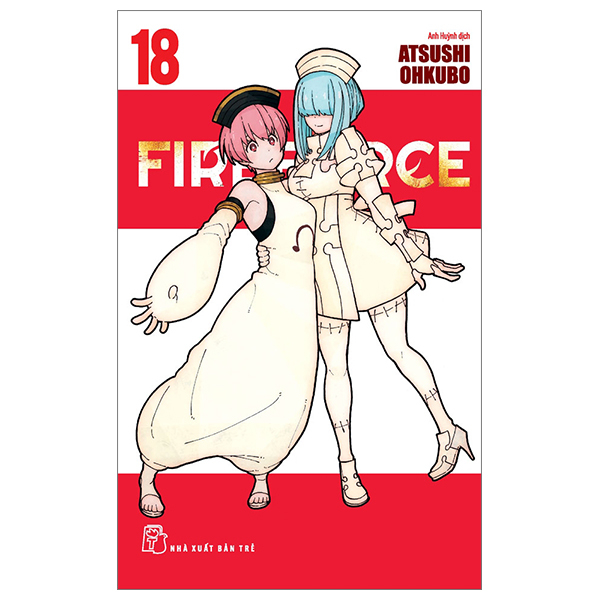 18
Anh Huỳnh dịch
ATSUSHI
OHKUBO
FIRE FORCE
NHÀ XUẤT BẢN TRẺ